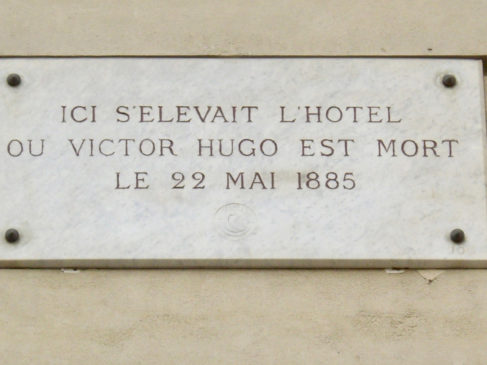 ICI S'ELEVAIT L'HOTEL
OU VICTOR HUGO EST MORT
LE 22 MAI 1885